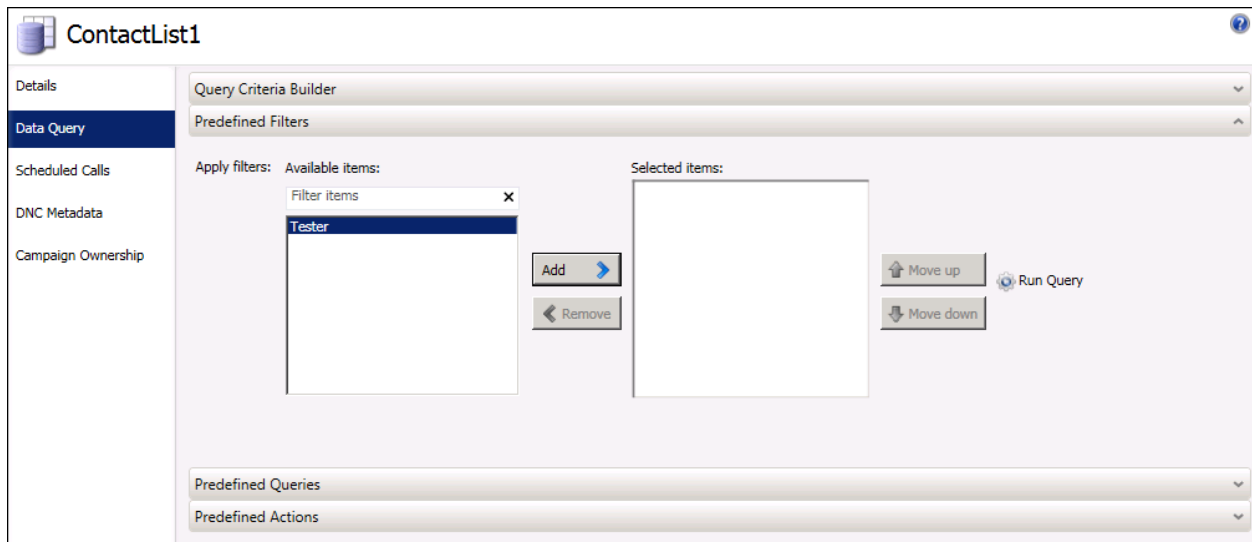 ContactList1
?
Details
Data Query
Scheduled Calls
DNC Metadata
Campaign Ownership
Query Criteria Builder
Predefined Filters
Apply filters: Available items: Selected items:
Filter items x
Tester
Add
Remove
Move up
Move down
Run Query
Predefined Queries
Predefined Actions